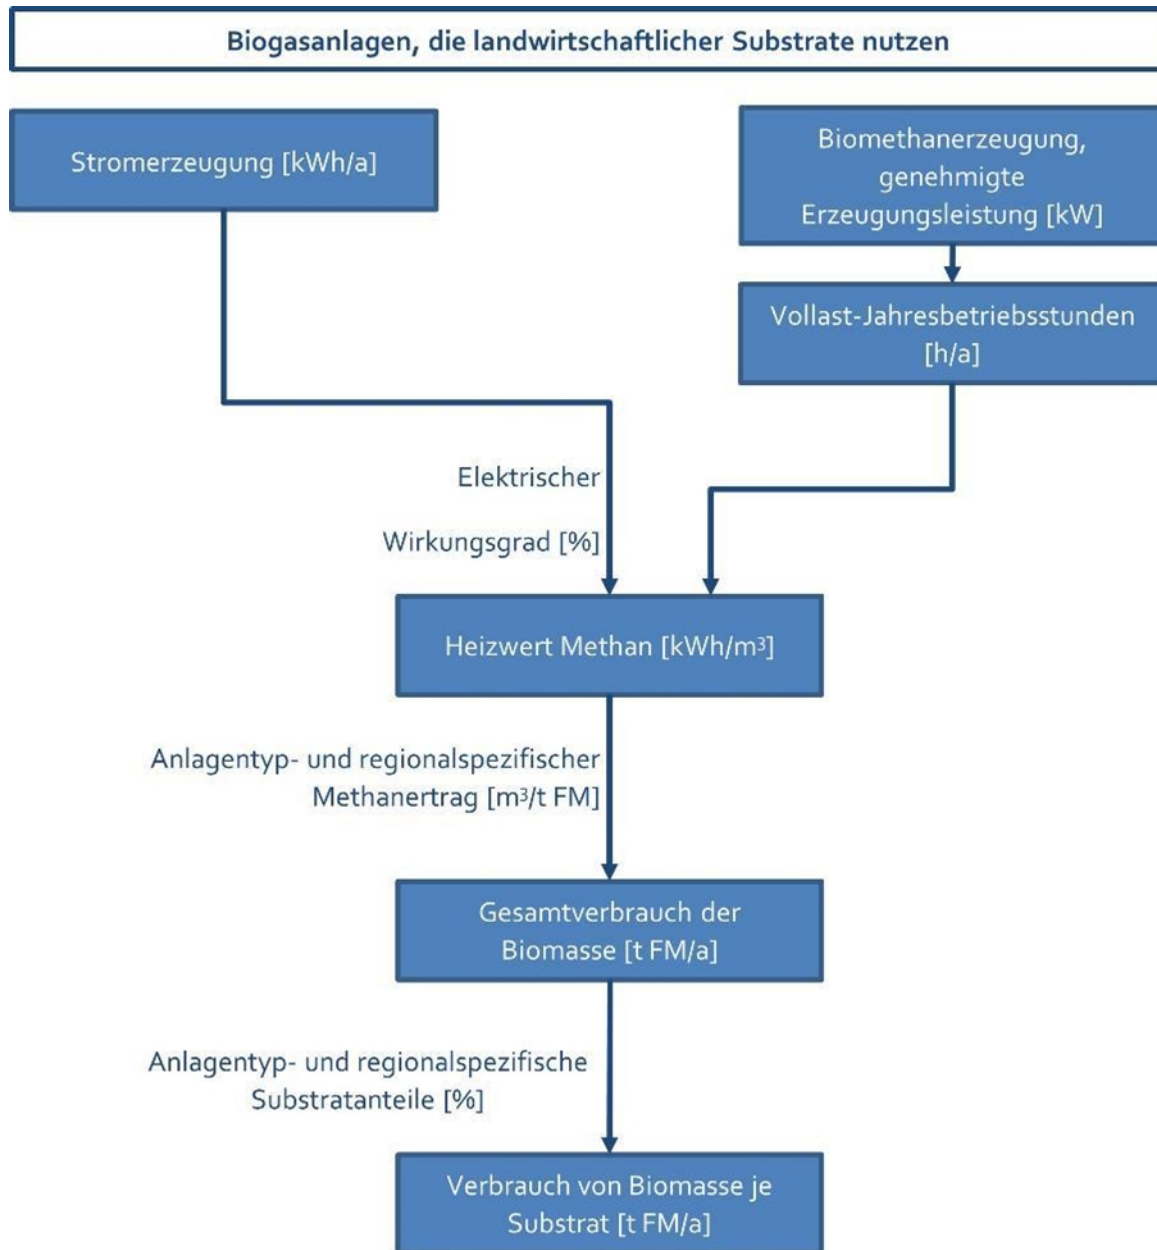 Biogasanlagen, die landwirtschaftlicher Substrate nutzen
Stromerzeugung [kWh/a]
Biomethanerzeugung,
genehmigte
Erzeugungsleistung [kW]
Vollast-Jahresbetriebsstunden
[h/a]
Elektrischer
Wirkungsgrad [%]
Heizwert Methan [kWh/m³]
Anlagentyp- und regionalspezifischer
Methanertrag [m³/t FM]
Gesamtverbrauch der
Biomasse [t FM/a]
Anlagentyp- und regionalspezifische
Substratanteile [%]
Verbrauch von Biomasse je
Substrat [t FM/a]